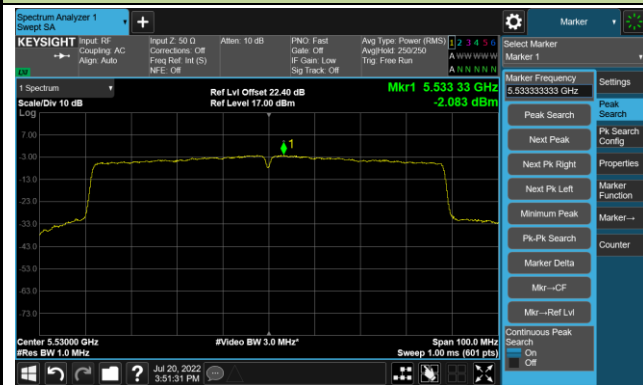 Spectrum Analyzer 1
Swept SA
Marker
KEYSIGHT
Input: RF
Coupling: AC
Align: Auto
Input Z: 50 Ω
Corrections: Off
Freq Ref: Int (S)
NFE: Off
Atten: 10 dB
PNO: Fast
Gate: Off
IF Gain: Low
Sig Track: Off
Avg Type: Power (RMS)
Avg|Hold: 250/250
Trig: Free Run
1 2 3 4 5 6
A W W W W W
A N N N N N
Select Marker
Marker 1
1 Spectrum
Scale/Div 10 dB
Ref Lvl Offset 22.40 dB
Ref Level 17.00 dBm
Mkr1 5.533 33 GHz
-2.083 dBm
Log
7.00
-3.00
-13.0
-23.0
-33.0
-43.0
-53.0
-63.0
-73.0
1
Center 5.53000 GHz
#Res BW 1.0 MHz
#Video BW 3.0 MHz*
Span 100.0 MHz
Sweep 1.00 ms (601 pts)
Marker Frequency
5.533333333 GHz
Peak Search
Next Peak
Next Pk Right
Next Pk Left
Minimum Peak
Pk-Pk Search
Marker Delta
Mkr→CF
Mkr→Ref Lvl
Continuous Peak
Search
On
Off
Settings
Peak
Search
Pk Search
Config
Properties
Marker
Function
Marker→
Counter
Jul 20, 2022
3:51:31 PM